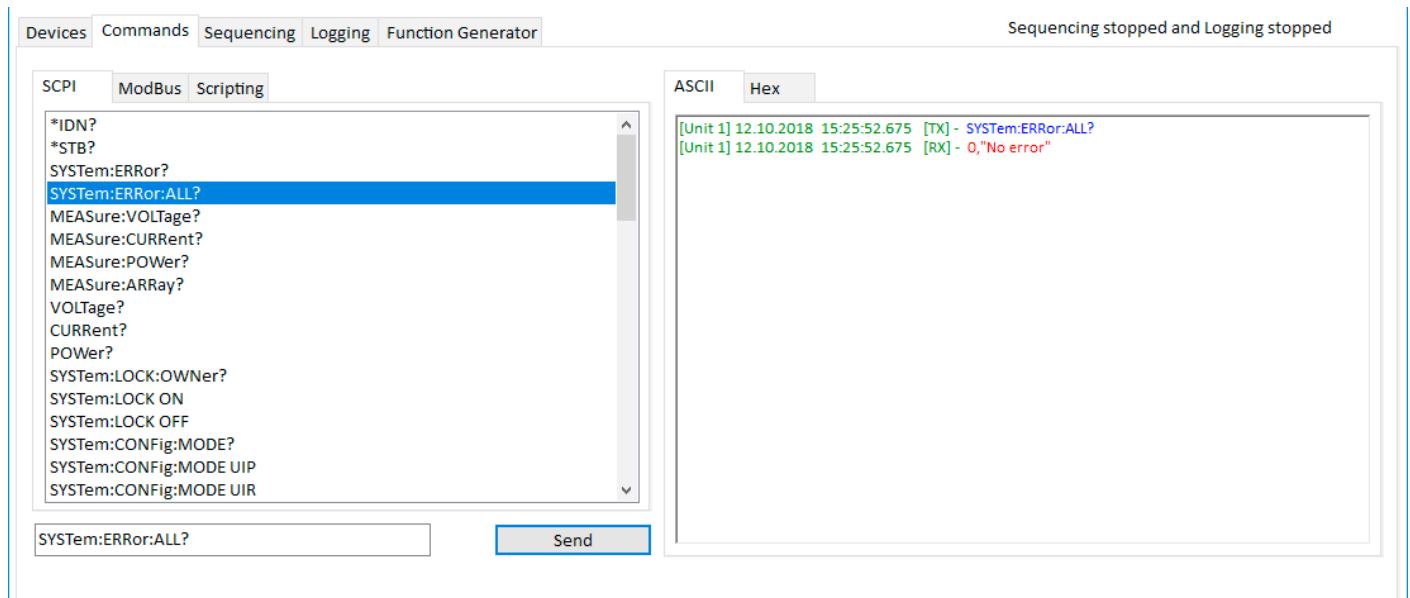 Devices Commands Sequencing Logging Function Generator
Sequencing stopped and Logging stopped
SCPI ModBus Scripting
*IDN?
*STB?
SYSTem:ERRor?
SYSTem:ERRor:ALL?
MEASure:VOLTage?
MEASure:CURRent?
MEASure:POWer?
MEASure:ARRay?
VOLTage?
CURRent?
POWer?
SYSTem:LOCK:OWNer?
SYSTem:LOCK ON
SYSTem:LOCK OFF
SYSTem:CONFig:MODE?
SYSTem:CONFig:MODE UIP
SYSTem:CONFig:MODE UIR
SYSTem:ERRor:ALL?
Send
ASCII Hex
[Unit 1] 12.10.2018 15:25:52.675 [TX] - SYSTem:ERRor:ALL?
[Unit 1] 12.10.2018 15:25:52.675 [RX] - 0,"No error"